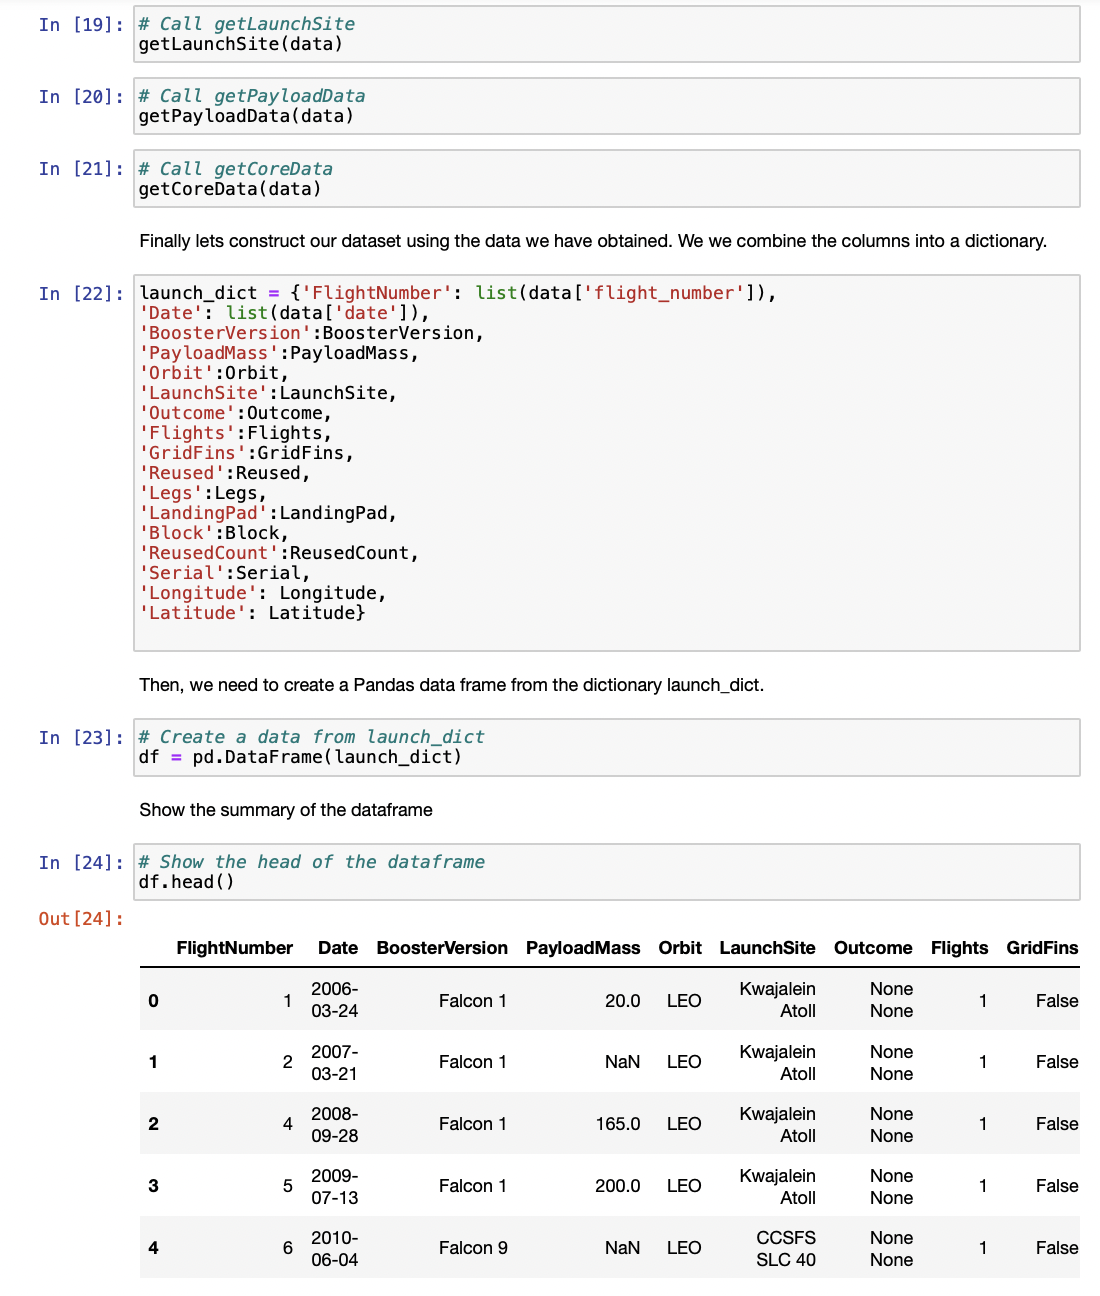 In [19]: # Call getLaunchSite
getLaunchSite(data)
In [20]: # Call getPayloadData
getPayloadData(data)
In [21]: # Call getCoreData
getCoreData(data)
Finally lets construct our dataset using the data we have obtained. We we combine the columns into a dictionary.
In [22]: launch_dict = {'FlightNumber': list(data['flight_number']),
'Date': list(data['date']),
'BoosterVersion':BoosterVersion,
'PayloadMass':PayloadMass,
'Orbit':Orbit,
'LaunchSite':LaunchSite,
'Outcome':Outcome,
'Flights':Flights,
'GridFins':GridFins,
'Reused':Reused,
'Legs':Legs,
'LandingPad':LandingPad,
'Block':Block,
'ReusedCount':ReusedCount,
'Serial':Serial,
'Longitude': Longitude,
'Latitude': Latitude}
Then, we need to create a Pandas data frame from the dictionary launch_dict.
In [23]: # Create a data from launch_dict
df = pd.DataFrame(launch_dict)
Show the summary of the dataframe
In [24]: # Show the head of the dataframe
df.head()
Out[24]:
FlightNumber Date BoosterVersion PayloadMass Orbit LaunchSite Outcome Flights GridFins
0 1 2006-03-24 Falcon 1 20.0 LEO Kwajalein Atoll None None 1 False
1 2 2007-03-21 Falcon 1 NaN LEO Kwajalein Atoll None None 1 False
2 4 2008-09-28 Falcon 1 165.0 LEO Kwajalein Atoll None None 1 False
3 5 2009-07-13 Falcon 1 200.0 LEO Kwajalein Atoll None None 1 False
4 6 2010-06-04 Falcon 9 NaN LEO CCSFS SLC 40 None None 1 False